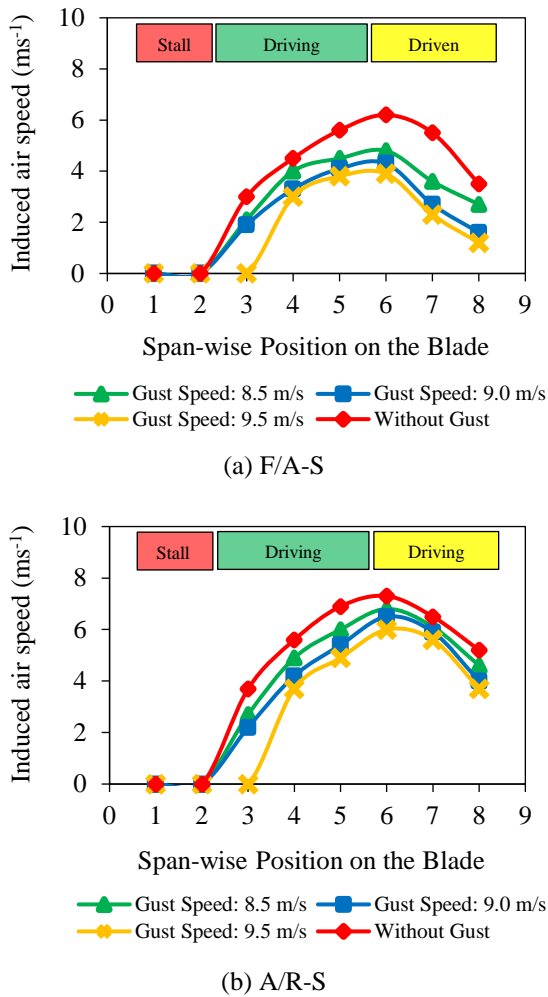 Stall Driving Driven
Induced air speed (ms-1)
10
8
6
4
2
0
0 1 2 3 4 5 6 7 8 9
Span-wise Position on the Blade
Gust Speed: 8.5 m/s Gust Speed: 9.0 m/s
Gust Speed: 9.5 m/s Without Gust
(a) F/A-S
Stall Driving Driving
Induced air speed (ms-1)
10
8
6
4
2
0
0 1 2 3 4 5 6 7 8 9
Span-wise Position on the Blade
Gust Speed: 8.5 m/s Gust Speed: 9.0 m/s
Gust Speed: 9.5 m/s Without Gust
(b) A/R-S